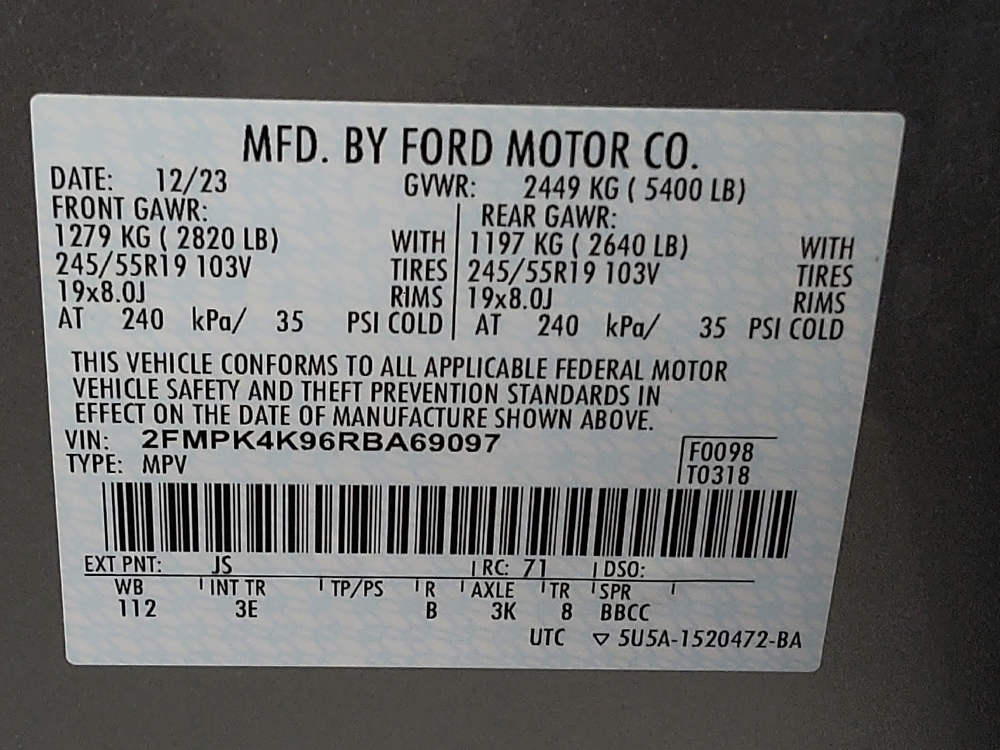 MFD. BY FORD MOTOR CO.
DATE: 12/23 GVWR: 2449 KG ( 5400 LB)
FRONT GAWR: REAR GAWR:
1279 KG ( 2820 LB) WITH 1197 KG ( 2640 LB) WITH
245/55R19 103V TIRES 245/55R19 103V TIRES
19x8.0J RIMS 19x8.0J RIMS
AT 240 kPa/ 35 PSI COLD AT 240 kPa/ 35 PSI COLD
THIS VEHICLE CONFORMS TO ALL APPLICABLE FEDERAL MOTOR
VEHICLE SAFETY AND THEFT PREVENTION STANDARDS IN
EFFECT ON THE DATE OF MANUFACTURE SHOWN ABOVE.
VIN: 2FMPK4K96RBA69097 F0098
TYPE: MPV T0318
EXT PNT: JS RC: 71 DSO:
WB INT TR TP/PS R AXLE TR SPR
112 3E B 3K 8 BBCC
UTC ▽ 5U5A-1520472-BA